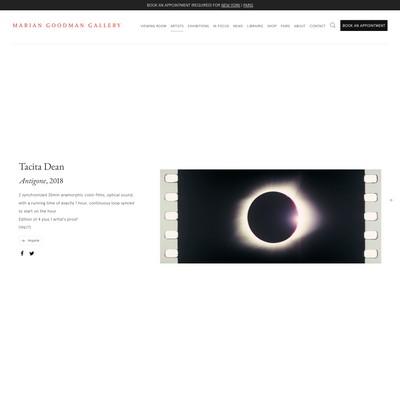 BOOK AN APPOINTMENT (REQUIRED) FOR NEW YORK | PARIS
MARIAN GOODMAN GALLERY
VIEWING ROOM ARTISTS EXHIBITIONS IN FOCUS NEWS LIBRAIRIE SHOP FAIRS ABOUT CONTACT BOOK AN APPOINTMENT
Tacita Dean
Antigone, 2018
2 synchronized 35mm anamorphic color films, optical sound,
with a running time of exactly 1 hour, continuous loop synced
to start on the hour
Edition of 4 plus 1 artist's proof
Inquire